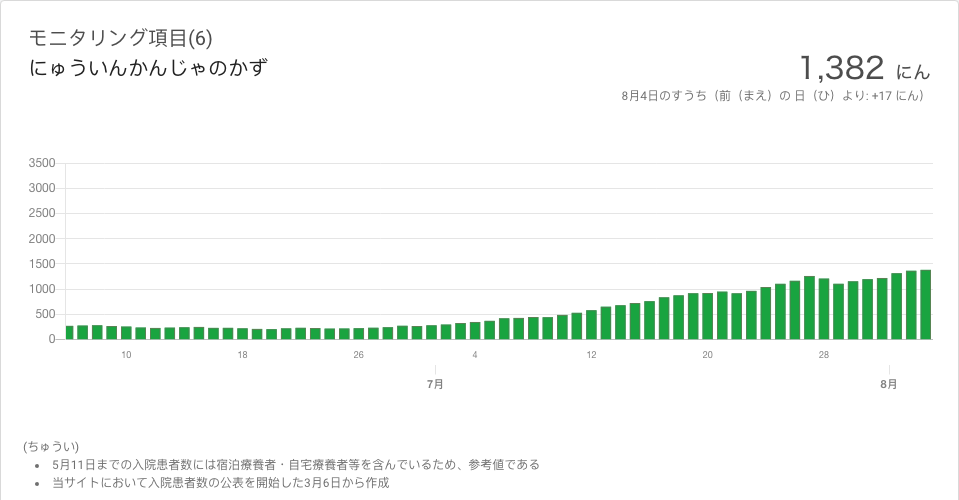 モニタリング項目(6)
にゅういんかんじゃのかず
1,382 にん
8月4日のすうち（前（まえ）の 日（ひ）より: +17 にん）
3500
3000
2500
2000
1500
1000
500
0
10 18 26 4 12 20 28
7月 8月
(ちゅうい)
• 5月11日までの入院患者数には宿泊療養者・自宅療養者等を含んでいるため、参考値である
• 当サイトにおいて入院患者数の公表を開始した3月6日から作成